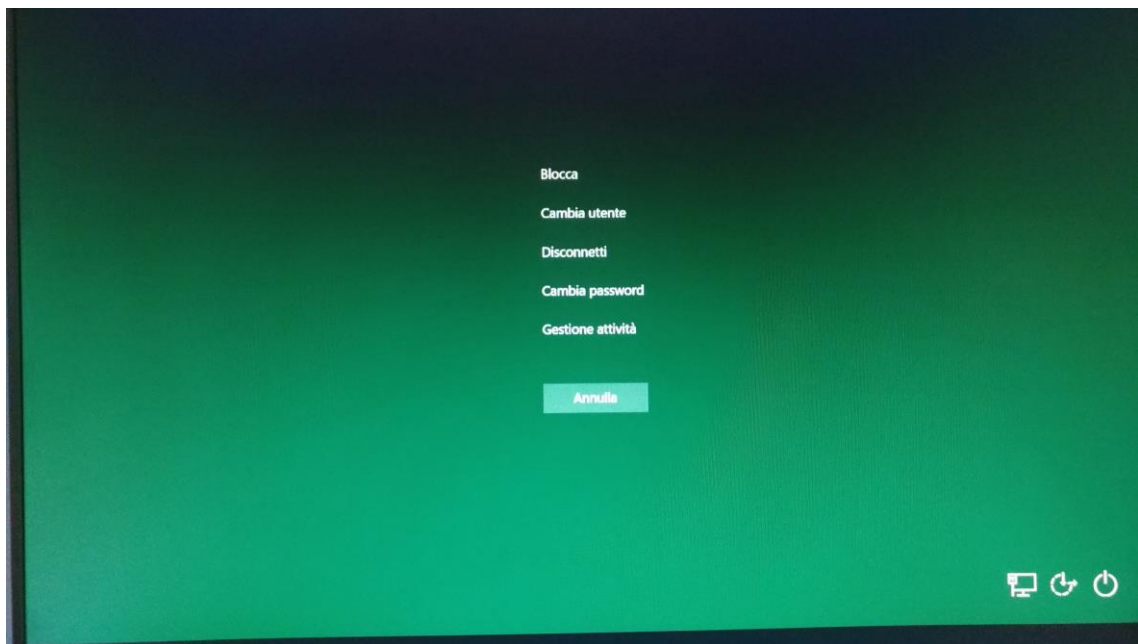 Blocca
Cambia utente
Disconnetti
Cambia password
Gestione attività
Annulla